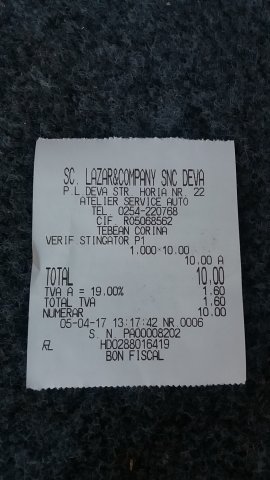 SC. LAZAR&COMPANY SNC DEVA
P.L.DEVA STR. HORIA NR. 22
ATELIER SERVICE AUTO
TEL. 0254-220768
CIF RO5068562
TEBEAN CORINA
VERIF STINGATOR P1
1.000·10.00
10.00 A
TOTAL 10.00
TVA A = 19.00% 1.60
TOTAL TVA 1.60
NUMERAR 10.00
05-04-17 13:17:42 NR.0006
S. N. PA00008202
RL HD0288016419
BON FISCAL